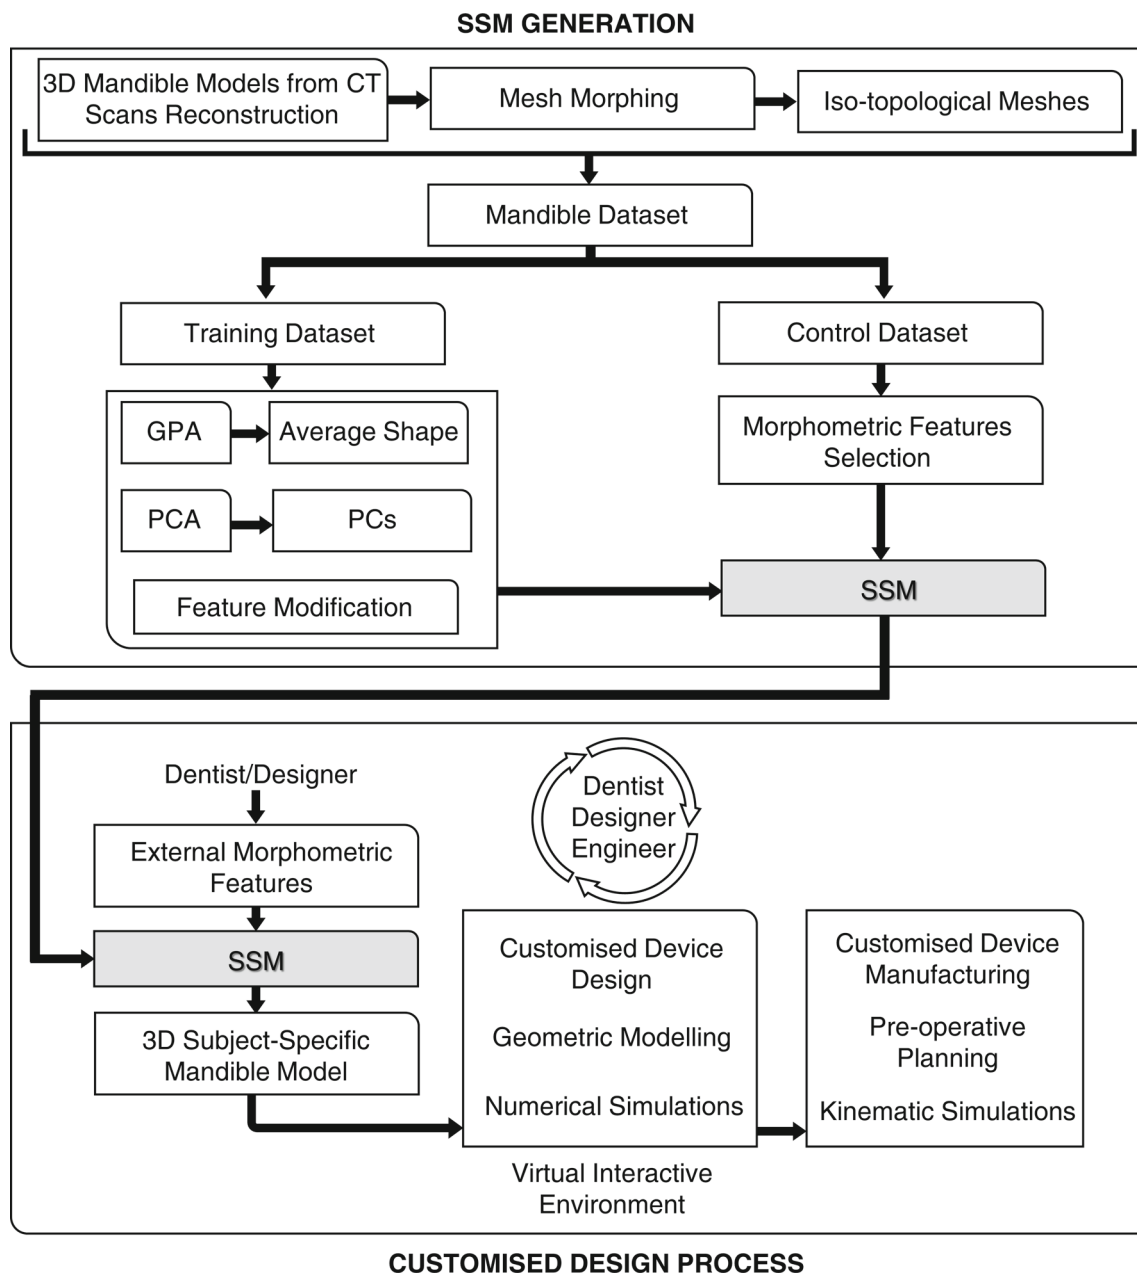 SSM GENERATION
3D Mandible Models from CT
Scans Reconstruction
Mesh Morphing
Iso-topological Meshes
Mandible Dataset
Training Dataset
Control Dataset
GPA
Average Shape
Morphometric Features
Selection
PCA
PCs
Feature Modification
SSM
Dentist/Designer
External Morphometric
Features
SSM
3D Subject-Specific
Mandible Model
Dentist
Designer
Engineer
Customised Device
Design
Geometric Modelling
Numerical Simulations
Virtual Interactive
Environment
Customised Device
Manufacturing
Pre-operative
Planning
Kinematic Simulations
CUSTOMISED DESIGN PROCESS